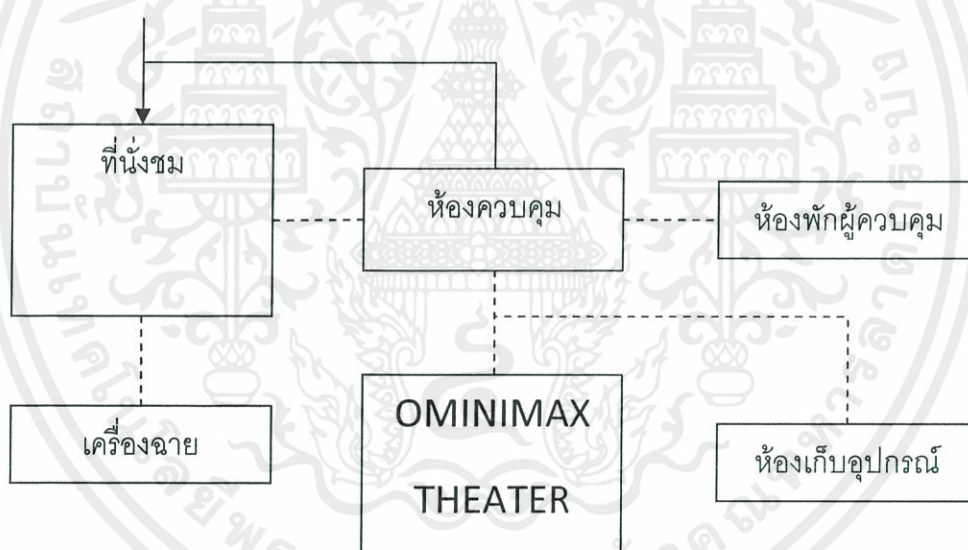 ที่นั่งชม
ห้องควบคุม
ห้องพักผู้ควบคุม
เครื่องฉาย
OMINIMAX
THEATER
ห้องเก็บอุปกรณ์